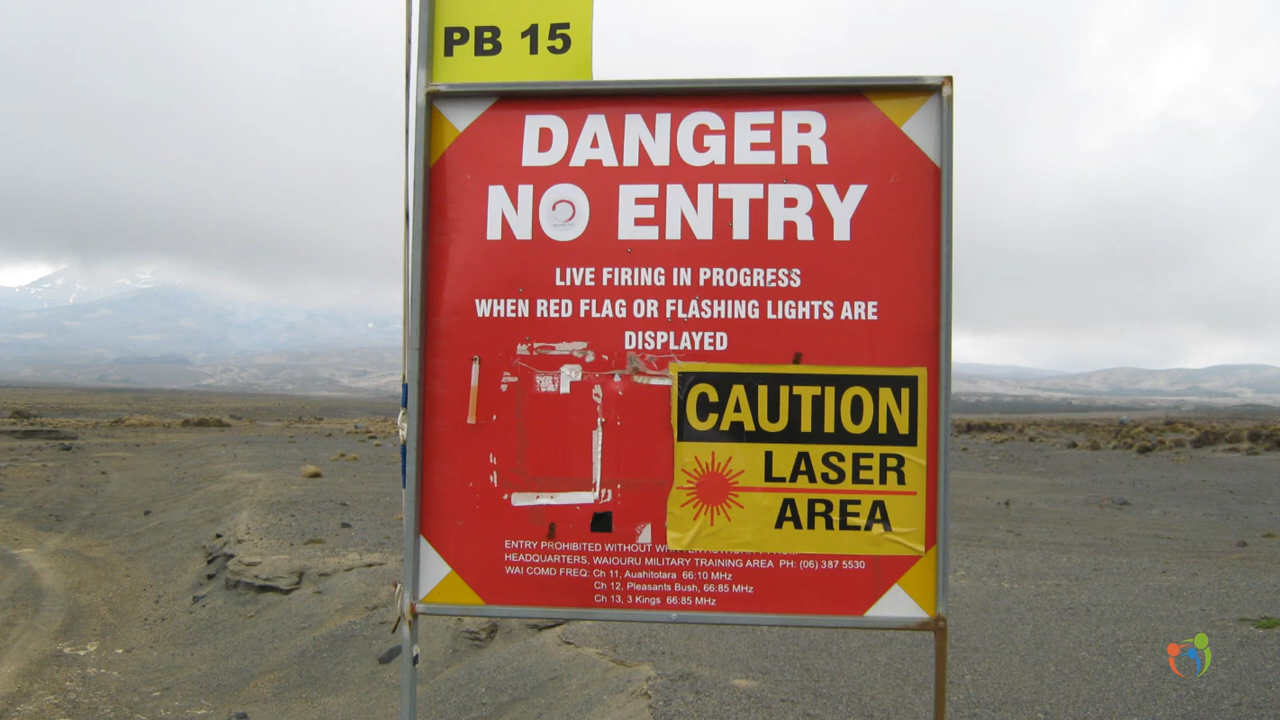 PB 15
DANGER
NO ENTRY
LIVE FIRING IN PROGRESS
WHEN RED FLAG OR FLASHING LIGHTS ARE
DISPLAYED
CAUTION
LASER
AREA
ENTRY PROHIBITED WITHOUT
HEADQUARTERS, WAIOURU MILITARY TRAINING AREA PH: (06) 387 5530
WAI COMD FREQ: Ch 11, Auahitotara 66:10 MHz
Ch 12, Pleasants Bush, 66:85 MHz
Ch 13, 3 Kings 66:85 MHz